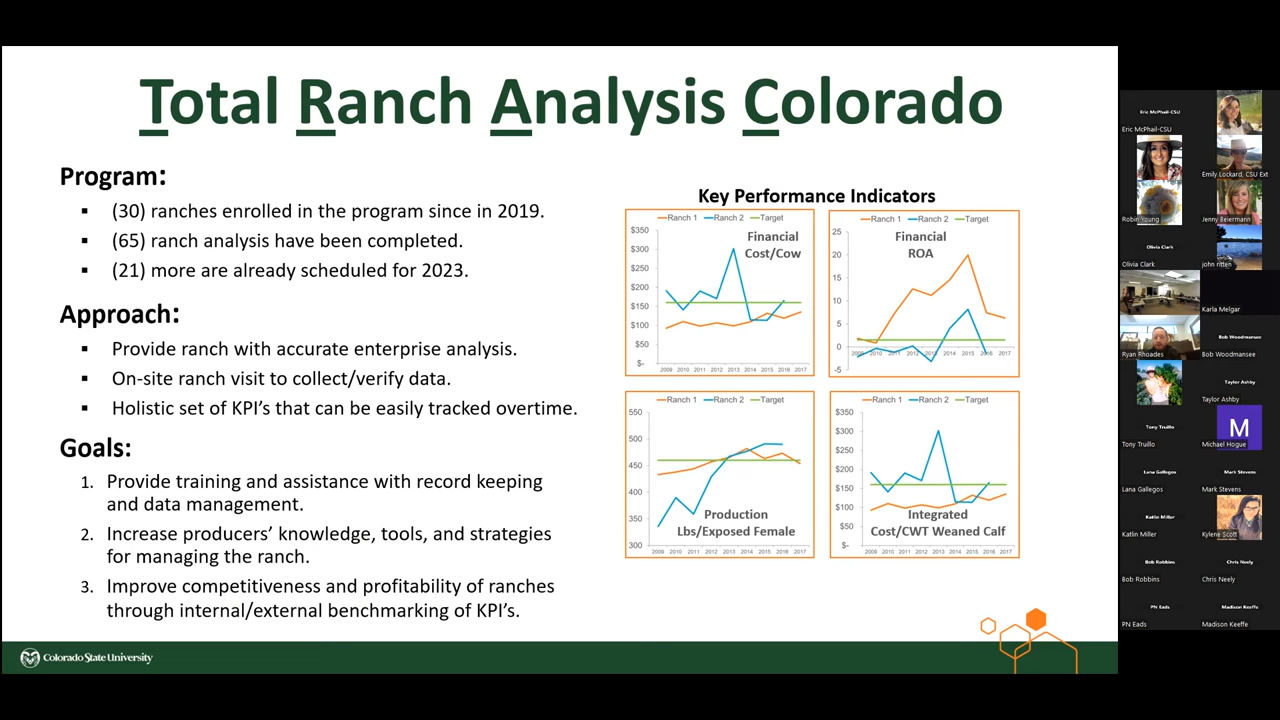 Total Ranch Analysis Colorado
Program:
▪ (30) ranches enrolled in the program since in 2019.
▪ (65) ranch analysis have been completed.
▪ (21) more are already scheduled for 2023.
Approach:
▪ Provide ranch with accurate enterprise analysis.
▪ On-site ranch visit to collect/verify data.
▪ Holistic set of KPI's that can be easily tracked overtime.
Goals:
1. Provide training and assistance with record keeping
and data management.
2. Increase producers' knowledge, tools, and strategies
for managing the ranch.
3. Improve competitiveness and profitability of ranches
through internal/external benchmarking of KPI's.
Key Performance Indicators
Ranch 1 Ranch 2 Target
Financial
Cost/Cow
$350
$300
$250
$200
$150
$100
$50
$-
2009 2010 2011 2012 2013 2014 2015 2016 2017
Ranch 1 Ranch 2 Target
Financial
ROA
25
20
15
10
5
0
-5
2009 2010 2011 2012 2013 2014 2015 2016 2017
Ranch 1 Ranch 2 Target
550
500
450
400
350
300
Production
Lbs/Exposed Female
2009 2010 2011 2012 2013 2014 2015 2016 2017
Ranch 1 Ranch 2 Target
$350
$300
$250
$200
$150
$100
$50
$-
Integrated
Cost/CWT Weaned Calf
2009 2010 2011 2012 2013 2014 2015 2016 2017
Colorado State University
Eric McPhail-CSU
Eric McPhail-CSU
Emily Lockard, CSU Ext
Robin Young
Jenny Beiermann
Olivia Clark
Olivia Clark
john ritten
Karla Melgar
Ryan Rhoades
Bob Woodmansee
Bob Woodmansee
Taylor Ashby
Taylor Ashby
Tony Truillo
Tony Truillo
M
Michael Hogue
Lana Gallegos
Lana Gallegos
Mark Stevens
Mark Stevens
Katlin Miller
Katlin Miller
Kylene Scott
Bob Robbins
Bob Robbins
Chris Neely
Chris Neely
PN Eads
PN Eads
Madison Keeffe
Madison Keeffe